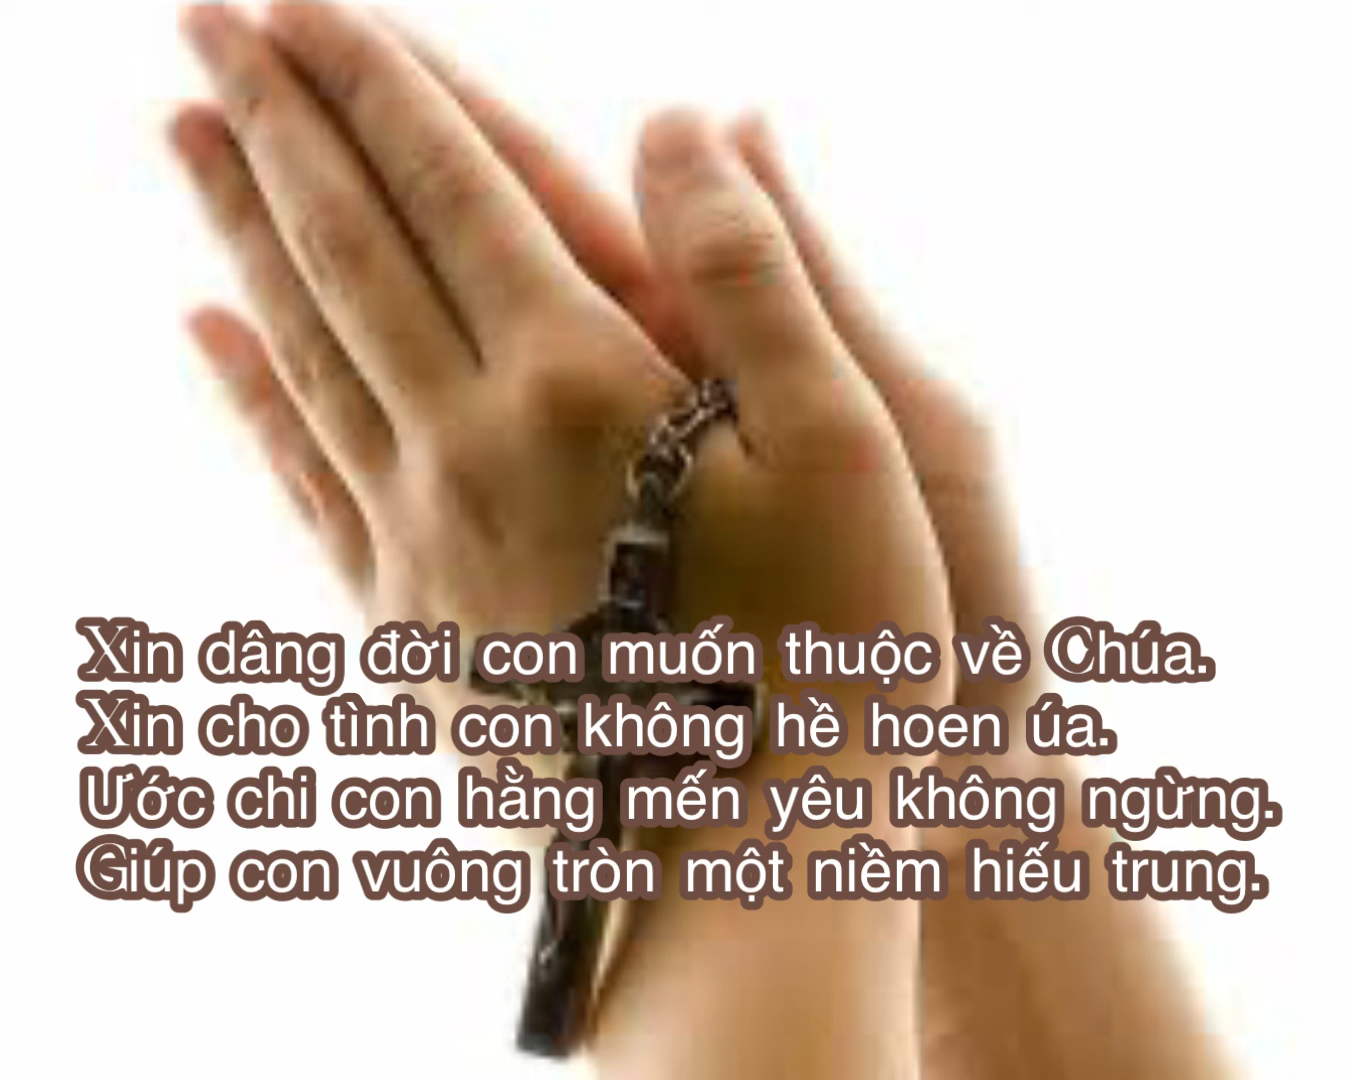 Xin dâng đời con muốn thuộc về Chúa.
Xin cho tình con không hề hoen úa.
Ước chi con hằng mến yêu không ngừng.
Giúp con vuông tròn một niềm hiếu trung.